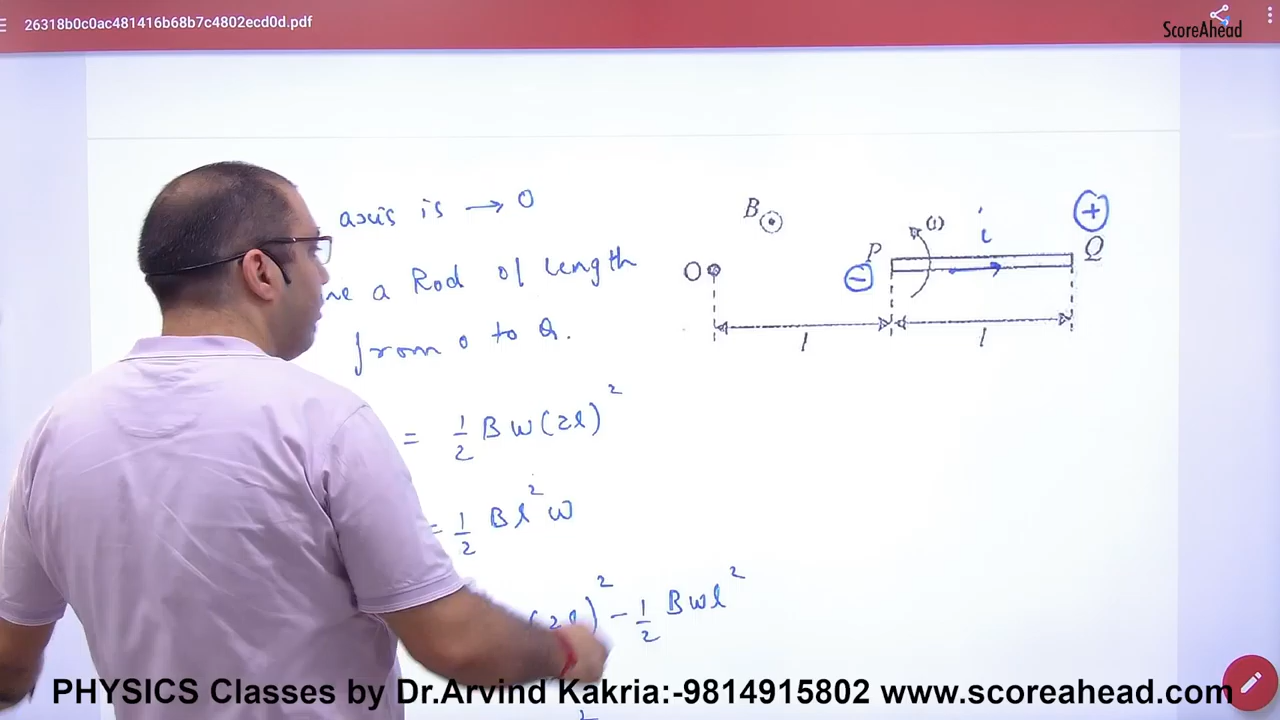 26318b0c0ac481416b68b7c4802ecd0d.pdf
ScoreAhead
axis is → O
a Rod of length
from O to Q.
= 1/2 B W (2l)²
= 1/2 B l² W
(2l)² - 1/2 B W l²
B
P
ω
i
+
Q
O
-
l
l
PHYSICS Classes by Dr.Arvind Kakria:-9814915802 www.scoreahead.com